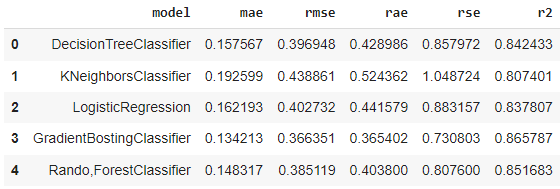 model mae rmse rae rse r2
0 DecisionTreeClassifier 0.157567 0.396948 0.428986 0.857972 0.842433
1 KNeighborsClassifier 0.192599 0.438861 0.524362 1.048724 0.807401
2 LogisticRegression 0.162193 0.402732 0.441579 0.883157 0.837807
3 GradientBostingClassifier 0.134213 0.366351 0.365402 0.730803 0.865787
4 Rando,ForestClassifier 0.148317 0.385119 0.403800 0.807600 0.851683